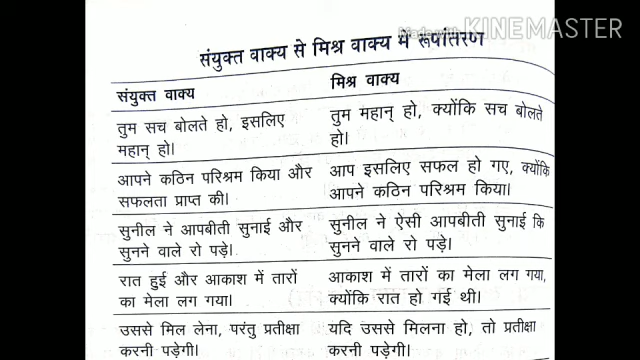 Made with KINEMASTER
संयुक्त वाक्य से मिश्र वाक्य में रूपांतरण
संयुक्त वाक्य
मिश्र वाक्य
तुम सच बोलते हो, इसलिए
महान् हो।
तुम महान् हो, क्योंकि सच बोलते
हो।
आपने कठिन परिश्रम किया और
सफलता प्राप्त की।
आप इसलिए सफल हो गए, क्योंकि
आपने कठिन परिश्रम किया।
सुनील ने आपबीती सुनाई और
सुनने वाले रो पड़े।
सुनील ने ऐसी आपबीती सुनाई कि
सुनने वाले रो पड़े।
रात हुई और आकाश में तारों
का मेला लग गया।
आकाश में तारों का मेला लग गया,
क्योंकि रात हो गई थी।
उससे मिल लेना, परंतु प्रतीक्षा
करनी पड़ेगी।
यदि उससे मिलना हो, तो प्रतीक्षा
करनी पड़ेगी।